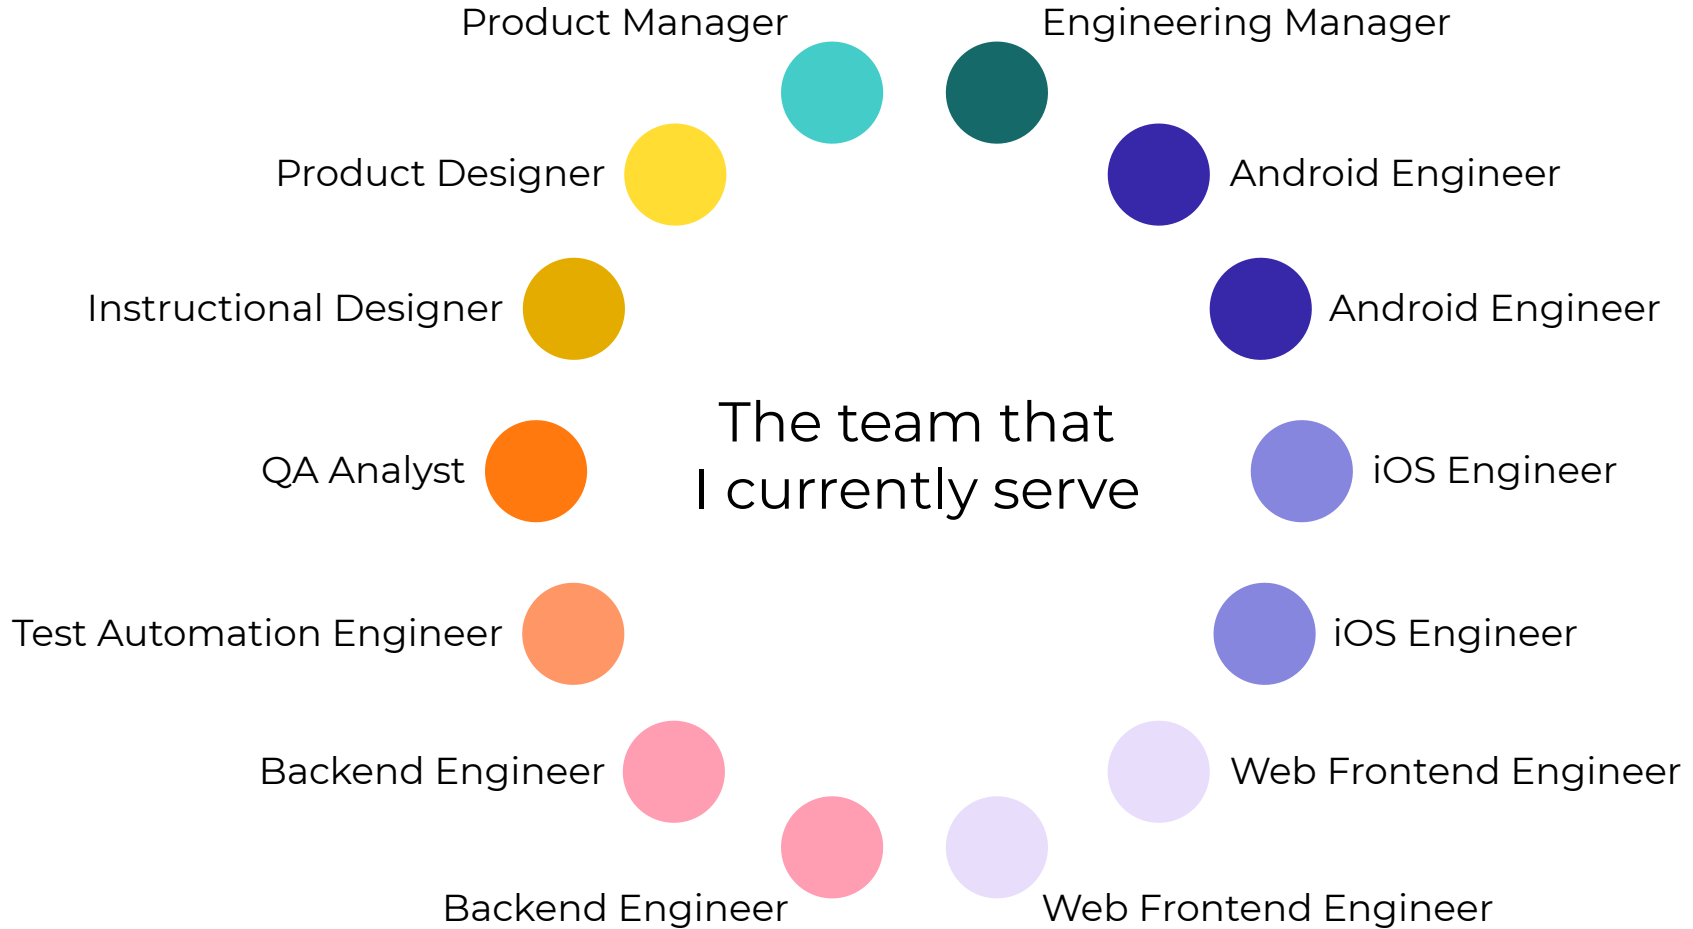 Product Manager
Engineering Manager
Product Designer
Android Engineer
Instructional Designer
Android Engineer
The team that
I currently serve
QA Analyst
iOS Engineer
Test Automation Engineer
iOS Engineer
Backend Engineer
Web Frontend Engineer
Backend Engineer
Web Frontend Engineer